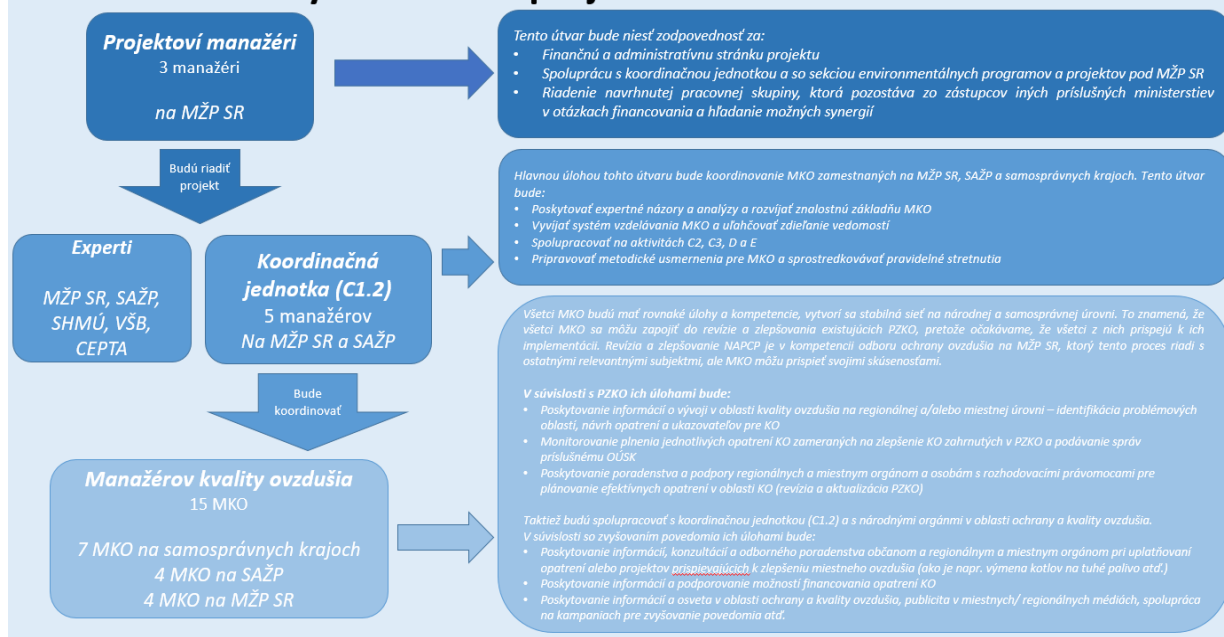 Projektoví manažéri
3 manažéri
na MŽP SR
Tento útvar bude niesť zodpovednosť za:
• Finančnú a administratívnu stránku projektu
• Spoluprácu s koordinačnou jednotkou a so sekciou environmentálnych programov a projektov pod MŽP SR
• Riadenie navrhnutej pracovnej skupiny, ktorá pozostáva zo zástupcov iných príslušných ministerstiev
v otázkach financovania a hľadanie možných synergií
Budú riadiť
projekt
Experti
MŽP SR, SAŽP,
SHMÚ, VŠB,
CEPTA
Koordinačná
jednotka (C1.2)
5 manažérov
Na MŽP SR a SAŽP
Hlavnou úlohou tohto útvaru bude koordinovanie MKO zamestnaných na MŽP SR, SAŽP a samosprávnych krajoch. Tento útvar
bude:
• Poskytovať expertné názory a analýzy a rozvíjať znalostnú základňu MKO
• Vyvíjať systém vzdelávania MKO a uľahčovať zdieľanie vedomostí
• Spolupracovať na aktivitách C2, C3, D a E
• Pripravovať metodické usmernenia pre MKO a sprostredkovávať pravidelné stretnutia
Bude
koordinovať
Manažérov kvality ovzdušia
15 MKO
7 MKO na samosprávnych krajoch
4 MKO na SAŽP
4 MKO na MŽP SR
Všetci MKO budú mať rovnaké úlohy a kompetencie, vytvorí sa stabilná sieť na národnej a samosprávnej úrovni. To znamená, že
všetci MKO sa môžu zapojiť do revízie a zlepšovania existujúcich PZKO, pretože očakávame, že všetci z nich prispejú k ich
implementácii. Revízia a zlepšovanie NAPCP je v kompetencii odboru ochrany ovzdušia na MŽP SR, ktorý tento proces riadi s
ostatnými relevantnými subjektmi, ale MKO môžu prispieť svojimi skúsenosťami.
V súvislosti s PZKO ich úlohami bude:
• Poskytovanie informácií o vývoji v oblasti kvality ovzdušia na regionálnej a/alebo miestnej úrovni – identifikácia problémových
oblastí, návrh opatrení a ukazovateľov pre KO
• Monitorovanie plnenia jednotlivých opatrení KO zameraných na zlepšenie KO zahrnutých v PZKO a podávanie správ
príslušnému OÚSK
• Poskytovanie poradenstva a podpory regionálnych a miestnym orgánom a osobám s rozhodovacími právomocami pre
plánovanie efektívnych opatrení v oblasti KO (revízia a aktualizácia PZKO)
Taktiež budú spolupracovať s koordinačnou jednotkou (C1.2) a s národnými orgánmi v oblasti ochrany a kvality ovzdušia.
V súvislosti so zvyšovaním povedomia ich úlohami bude:
• Poskytovanie informácií, konzultácií a odborného poradenstva občanom a regionálnym a miestnym orgánom pri uplatňovaní
opatrení alebo projektov prispievajúcich k zlepšeniu miestneho ovzdušia (ako je napr. výmena kotlov na tuhé palivo atď.)
• Poskytovanie informácií a podporovanie možností financovania opatrení KO
• Poskytovanie informácií a osveta v oblasti ochrany a kvality ovzdušia, publicita v miestnych/ regionálnych médiách, spolupráca
na kampaniach pre zvyšovanie povedomia atď.